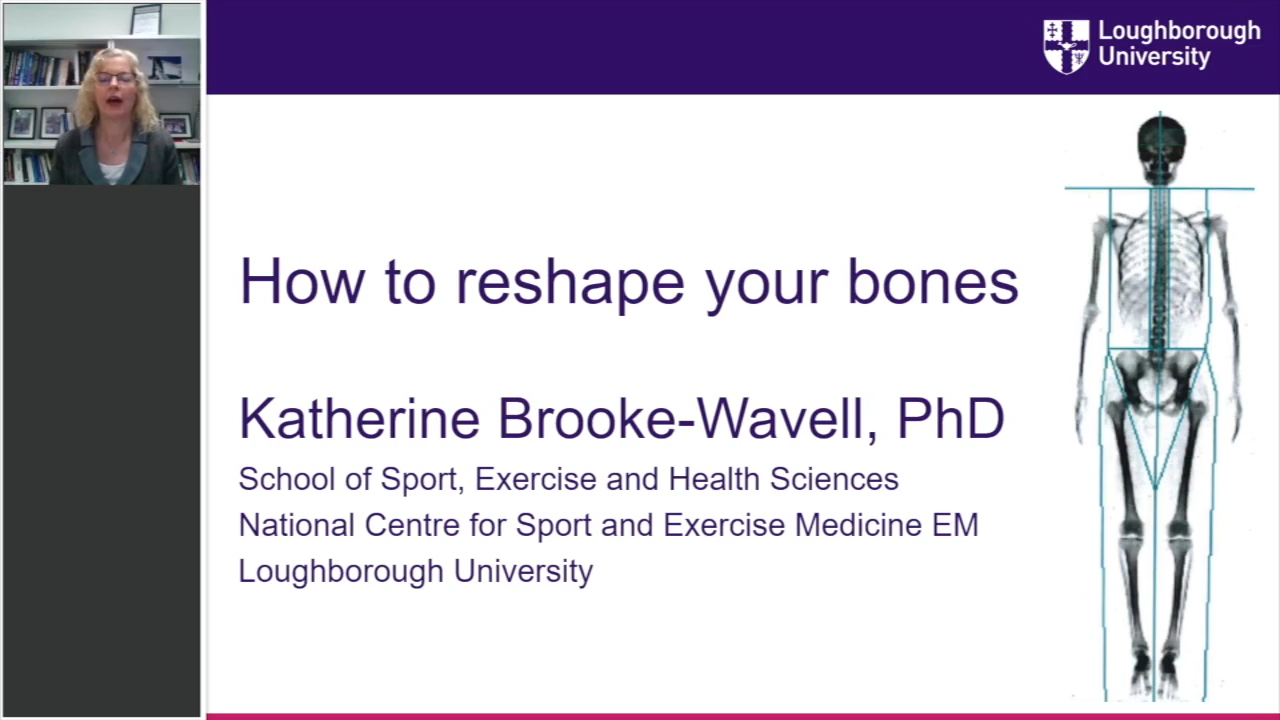 Loughborough
University
How to reshape your bones
Katherine Brooke-Wavell, PhD
School of Sport, Exercise and Health Sciences
National Centre for Sport and Exercise Medicine EM
Loughborough University